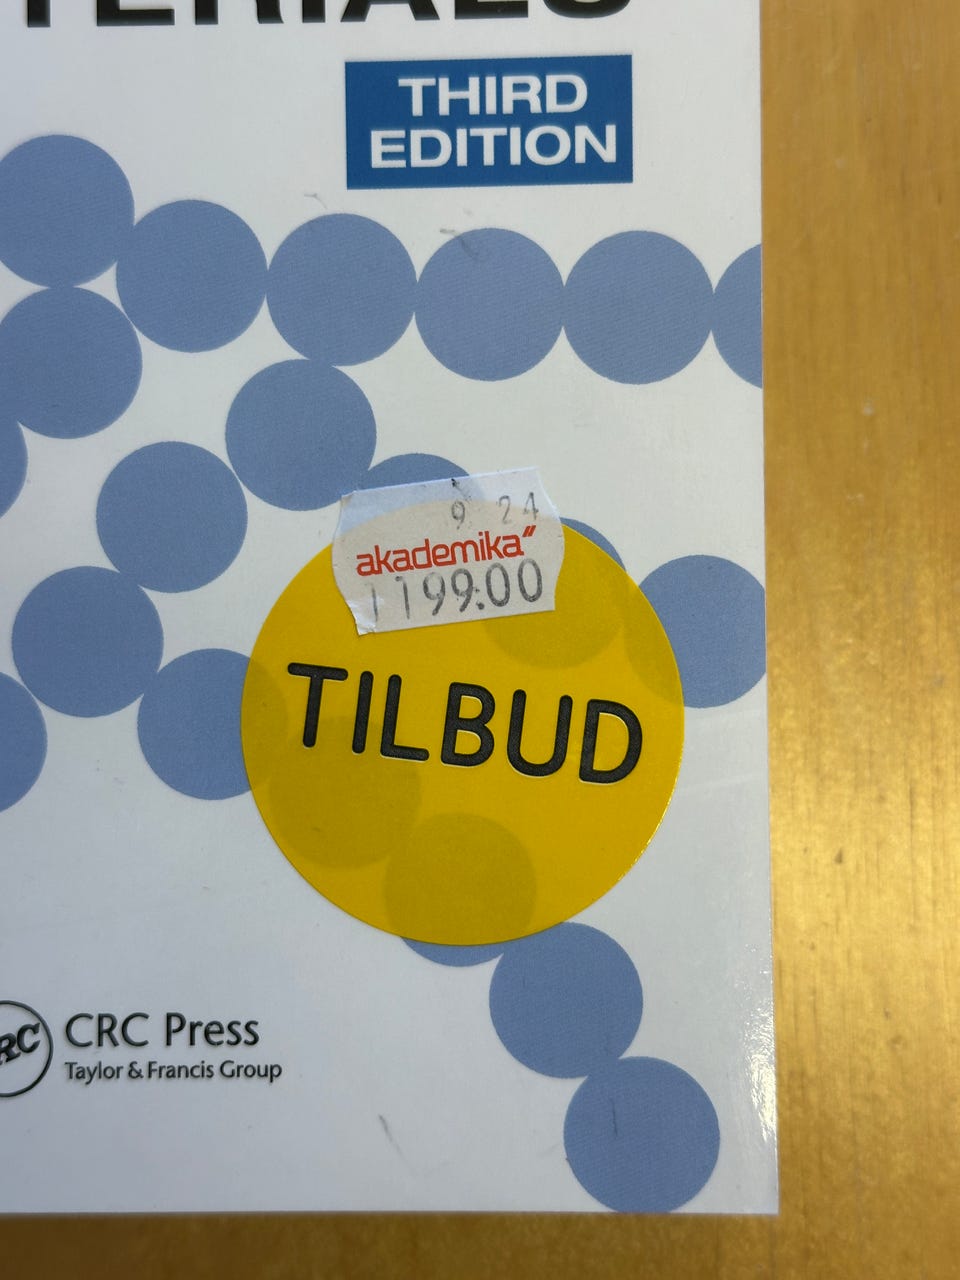 THIRD
EDITION
9 24
akademika
1199:00
TILBUD
CRC Press
Taylor & Francis Group